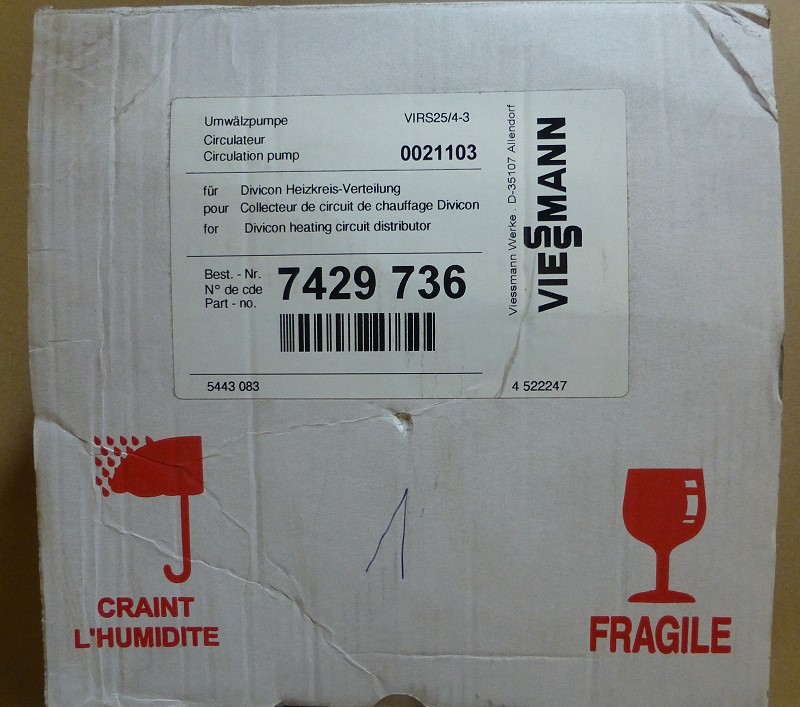 Umwälzpumpe VIRS25/4-3
Circulateur
Circulation pump 0021103
für Divicon Heizkreis-Verteilung
pour Collecteur de circuit de chauffage Divicon
for Divicon heating circuit distributor
Best. - Nr.
N° de cde
Part - no.
7429 736
5443 083
4 522247
Viessmann Werke . D-35107 Allendorf
VIESSMANN
1
CRAINT
L'HUMIDITE
FRAGILE